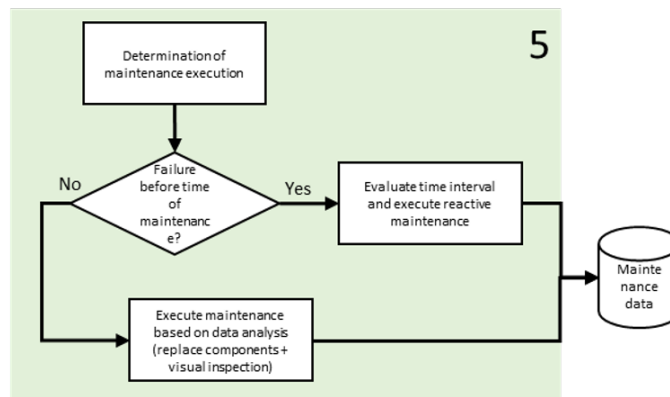 5
Determination of
maintenance execution
Failure
before time
of
maintenanc
e?
No
Yes
Evaluate time interval
and execute reactive
maintenance
Mainte
nance
data
Execute maintenance
based on data analysis
(replace components +
visual inspection)